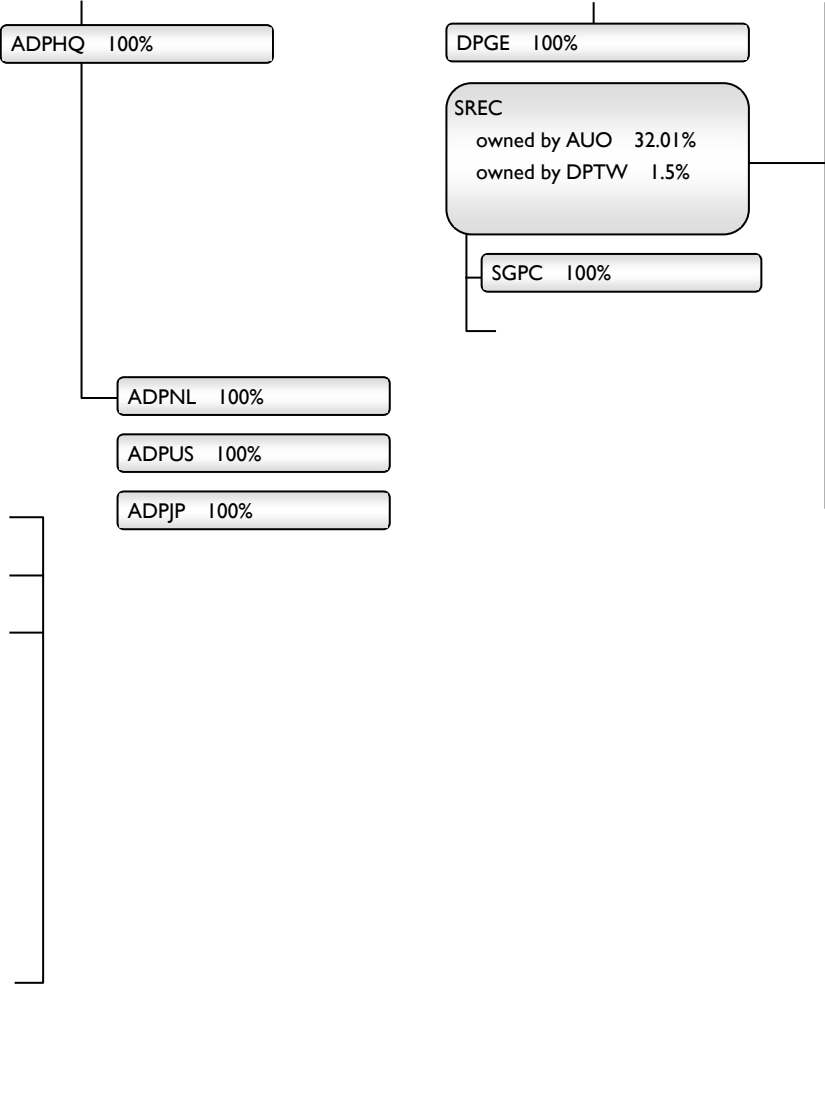 ADPHQ 100%
DPGE 100%
SREC
owned by AUO 32.01%
owned by DPTW 1.5%
SGPC 100%
ADPNL 100%
ADPUS 100%
ADPJP 100%